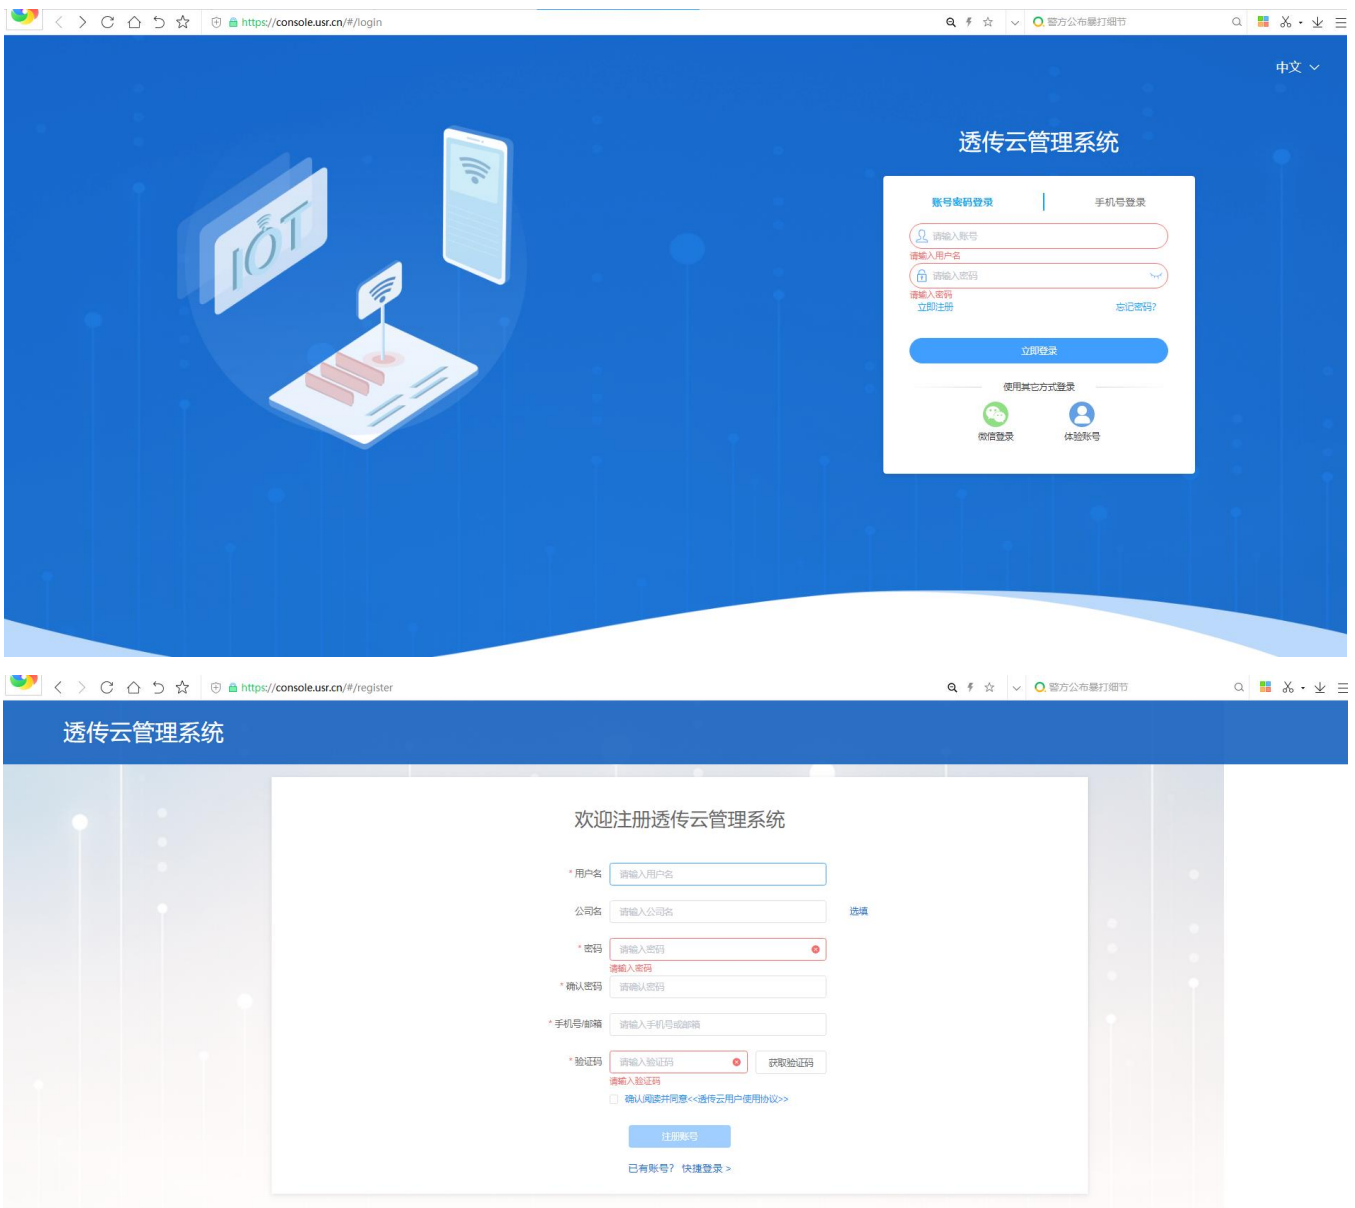 https://console.usr.cn/#/login
警方公布暴打细节
中文
透传云管理系统
账号密码登录
手机号登录
IOT
请输入账号
请输入用户名
请输入密码
请输入密码
立即注册
忘记密码?
立即登录
使用其它方式登录
微信登录
体验账号
https://console.usr.cn/#/register
警方公布暴打细节
透传云管理系统
欢迎注册透传云管理系统
* 用户名 请输入用户名
公司名 请输入公司名 选填
* 密码 请输入密码
请输入密码
* 确认密码 请确认密码
* 手机号/邮箱 请输入手机号或邮箱
* 验证码 请输入验证码 获取验证码
请输入验证码
确认阅读并同意<<透传云用户使用协议>>
注册账号
已有账号? 快捷登录 >